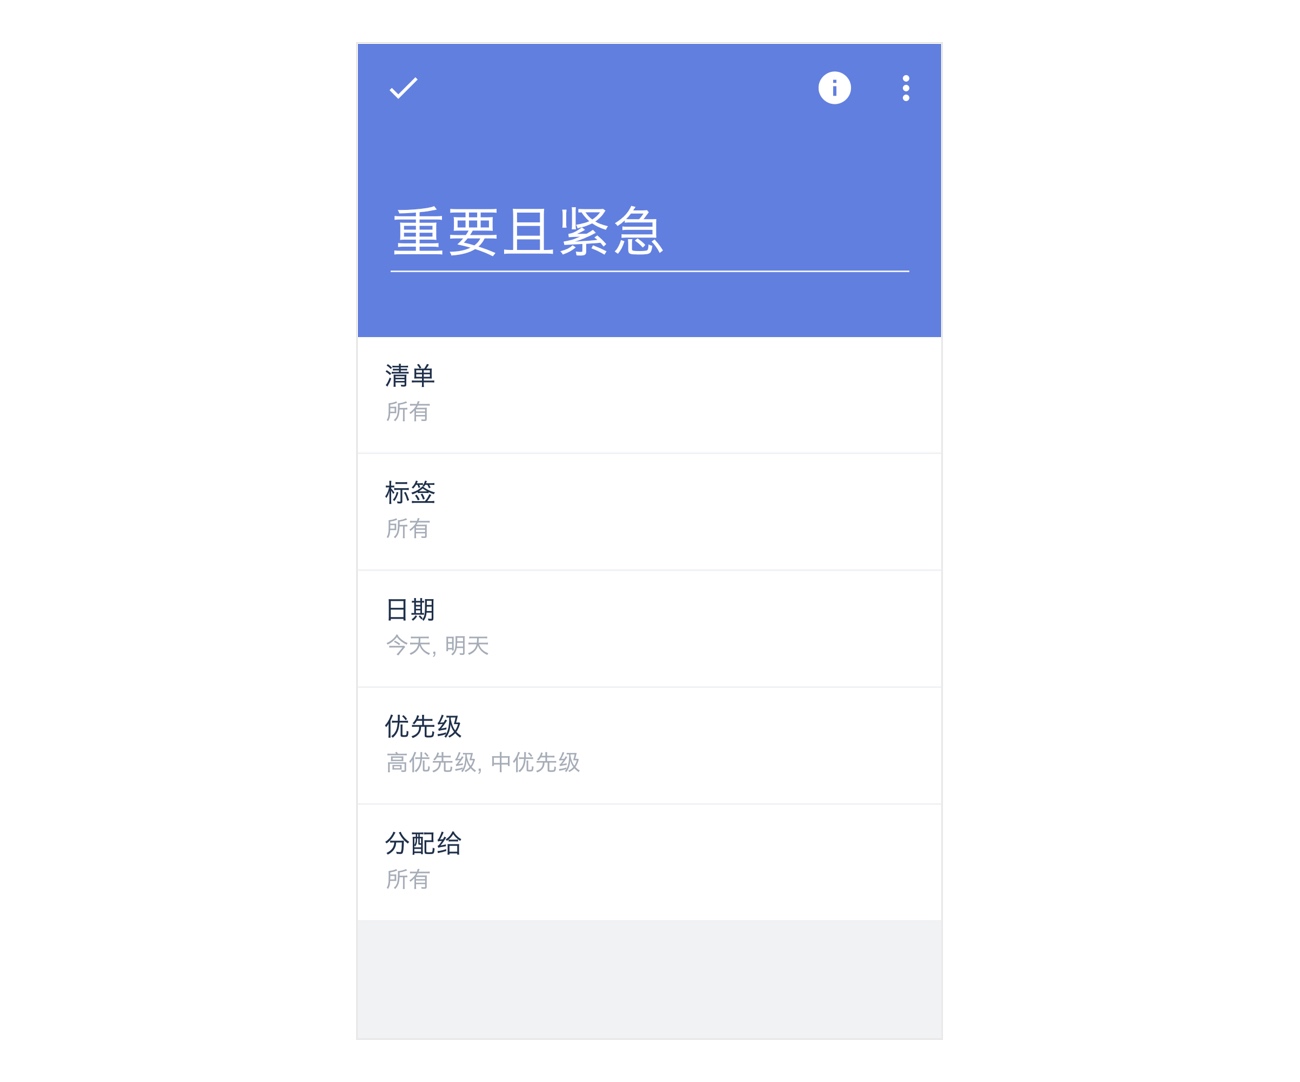 重要且紧急
清单
所有
标签
所有
日期
今天, 明天
优先级
高优先级, 中优先级
分配给
所有